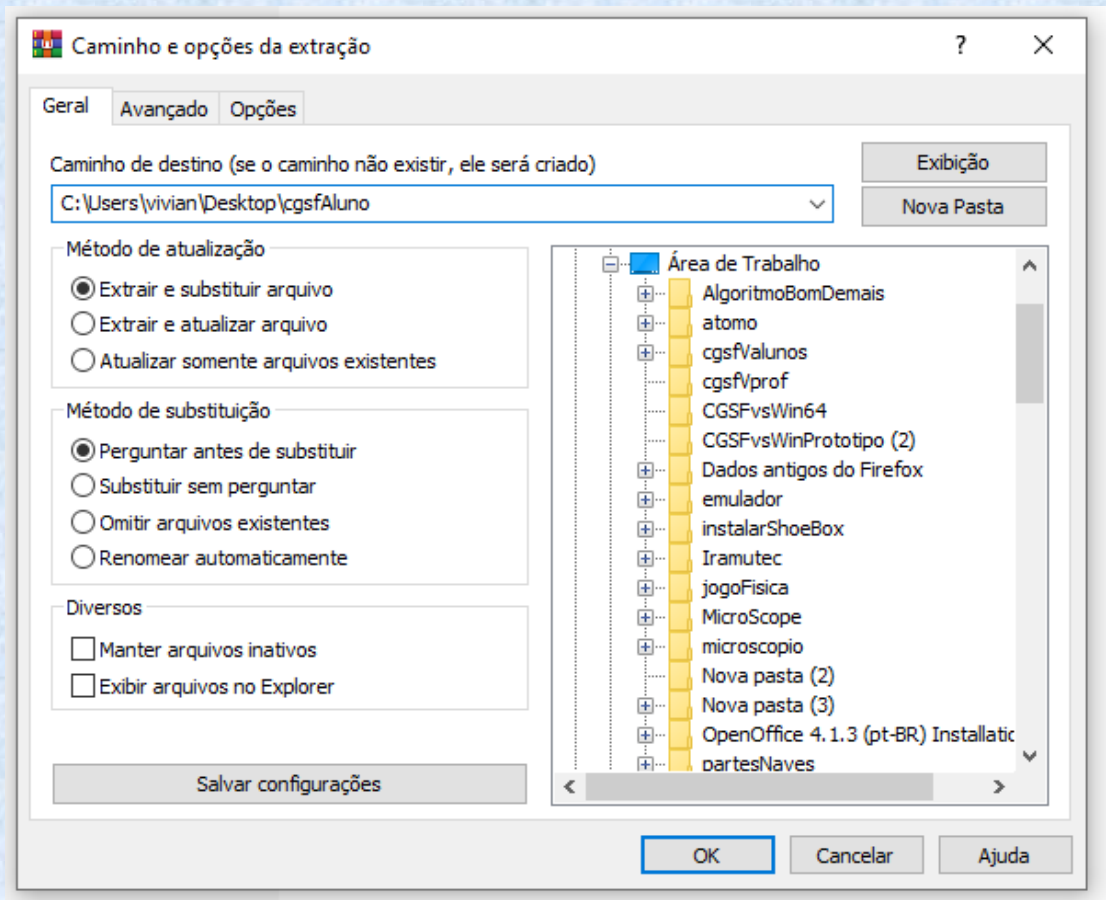 Caminho e opções da extração
?
Geral
Avançado
Opções
Caminho de destino (se o caminho não existir, ele será criado)
C:\Users\vivian\Desktop\cgsfAluno
Exibição
Nova Pasta
Método de atualização
Extrair e substituir arquivo
Extrair e atualizar arquivo
Atualizar somente arquivos existentes
Método de substituição
Perguntar antes de substituir
Substituir sem perguntar
Omitir arquivos existentes
Renomear automaticamente
Diversos
Manter arquivos inativos
Exibir arquivos no Explorer
Salvar configurações
Área de Trabalho
AlgoritmoBomDemais
atomo
cgsfValunos
cgsfVprof
CGSFvsWin64
CGSFvsWinPrototipo (2)
Dados antigos do Firefox
emulador
instalarShoeBox
Iramutec
jogoFisica
MicroScope
microscopio
Nova pasta (2)
Nova pasta (3)
OpenOffice 4.1.3 (pt-BR) Installatic
partesNaves
OK
Cancelar
Ajuda